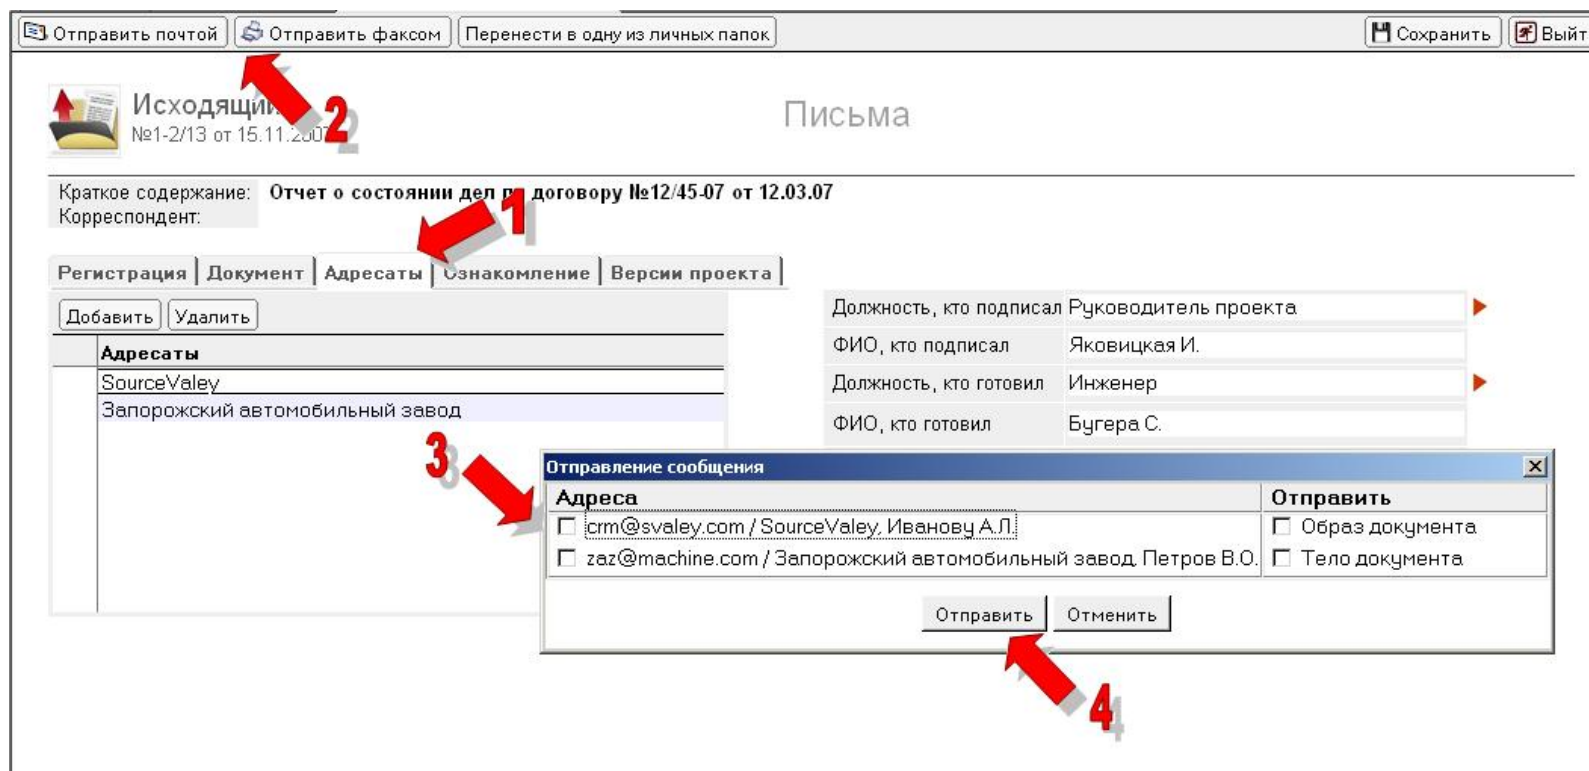 Отправить почтой Отправить факсом Перенести в одну из личных папок Сохранить Выйт
Исходящий
№1-2/13 от 15.11.2007
2
Письма
Краткое содержание: Отчет о состоянии дел по договору №12/45-07 от 12.03.07
Корреспондент:
1
Регистрация Документ Адресаты Ознакомление Версии проекта
Добавить Удалить
Адресаты
SourceValey
Запорожский автомобильный завод
Должность, кто подписал Руководитель проекта
ФИО, кто подписал Яковицкая И.
Должность, кто готовил Инженер
ФИО, кто готовил Бугера С.
3
Отправление сообщения
Адреса Отправить
crm@svaley.com / SourceValey, Иванову А.Л. Образ документа
zaz@machine.com / Запорожский автомобильный завод, Петров В.О. Тело документа
Отправить Отменить
4